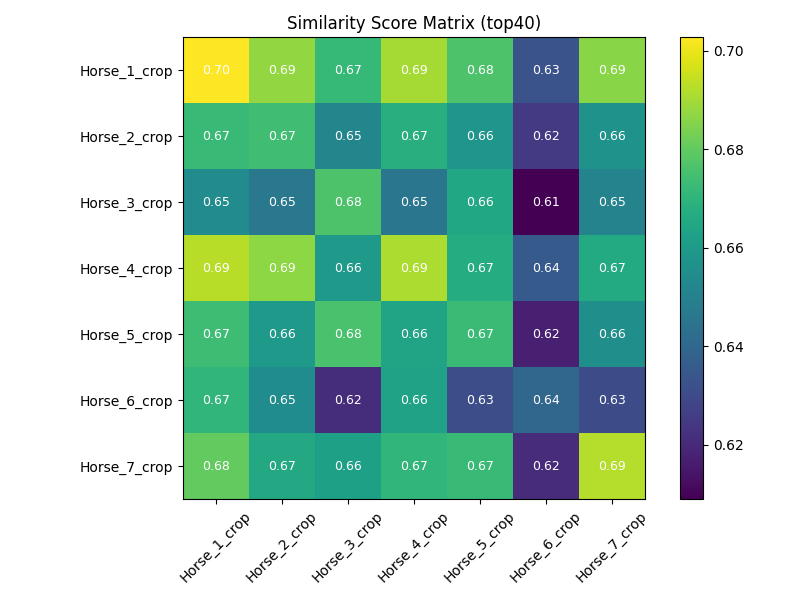 Similarity Score Matrix (top40)
Horse_1_crop 0.70 0.69 0.67 0.69 0.68 0.63 0.69
Horse_2_crop 0.67 0.67 0.65 0.67 0.66 0.62 0.66
Horse_3_crop 0.65 0.65 0.68 0.65 0.66 0.61 0.65
Horse_4_crop 0.69 0.69 0.66 0.69 0.67 0.64 0.67
Horse_5_crop 0.67 0.66 0.68 0.66 0.67 0.62 0.66
Horse_6_crop 0.67 0.65 0.62 0.66 0.63 0.64 0.63
Horse_7_crop 0.68 0.67 0.66 0.67 0.67 0.62 0.69
Horse_1_crop Horse_2_crop Horse_3_crop Horse_4_crop Horse_5_crop Horse_6_crop Horse_7_crop
0.70
0.68
0.66
0.64
0.62